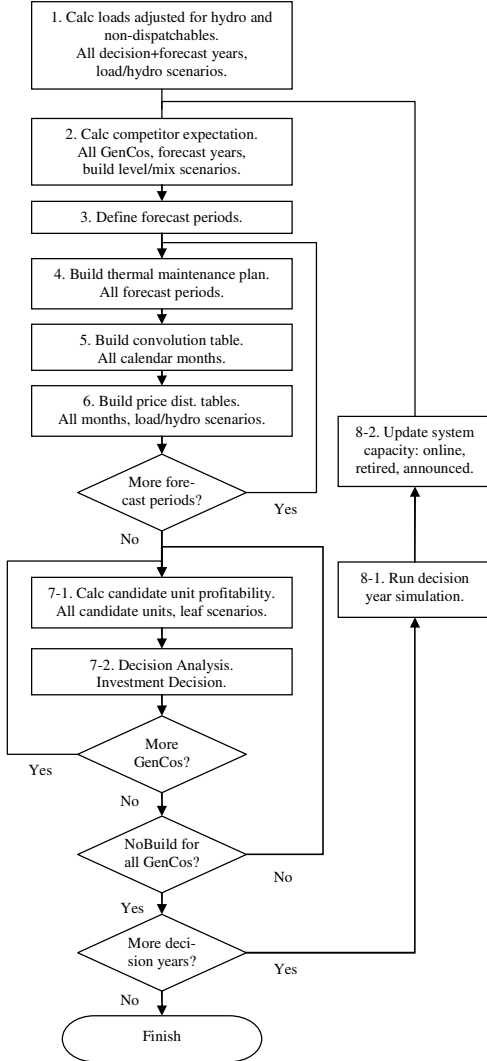 1. Calc loads adjusted for hydro and
non-dispatchables.
All decision+forecast years,
load/hydro scenarios.
2. Calc competitor expectation.
All GenCos, forecast years,
build level/mix scenarios.
3. Define forecast periods.
4. Build thermal maintenance plan.
All forecast periods.
5. Build convolution table.
All calendar months.
6. Build price dist. tables.
All months, load/hydro scenarios.
8-2. Update system
capacity: online,
retired, announced.
More fore-
cast periods?
Yes
No
7-1. Calc candidate unit profitability.
All candidate units, leaf scenarios.
8-1. Run decision
year simulation.
7-2. Decision Analysis.
Investment Decision.
More
GenCos?
Yes
No
NoBuild for
all GenCos?
No
Yes
More deci-
sion years?
Yes
No
Finish